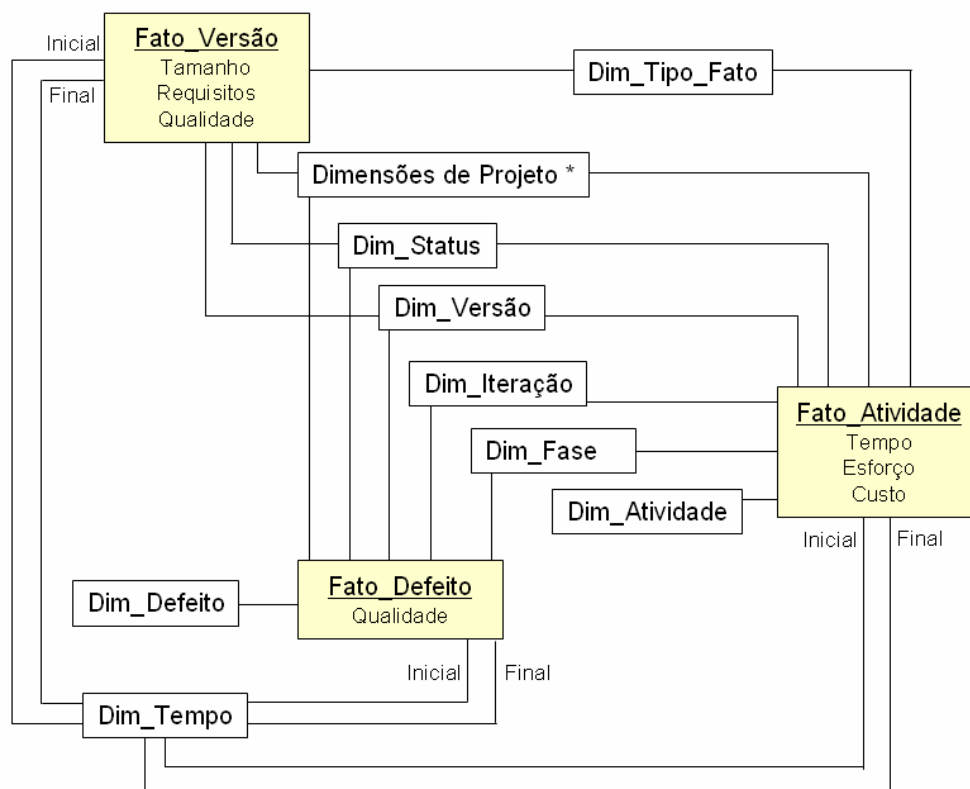 Inicial
Final
Fato_Versão
Tamanho
Requisitos
Qualidade
Dim_Tipo_Fato
Dimensões de Projeto *
Dim_Status
Dim_Versão
Dim_Iteração
Dim_Fase
Dim_Atividade
Fato_Atividade
Tempo
Esforço
Custo
Inicial
Final
Dim_Defeito
Fato_Defeito
Qualidade
Inicial
Final
Dim_Tempo